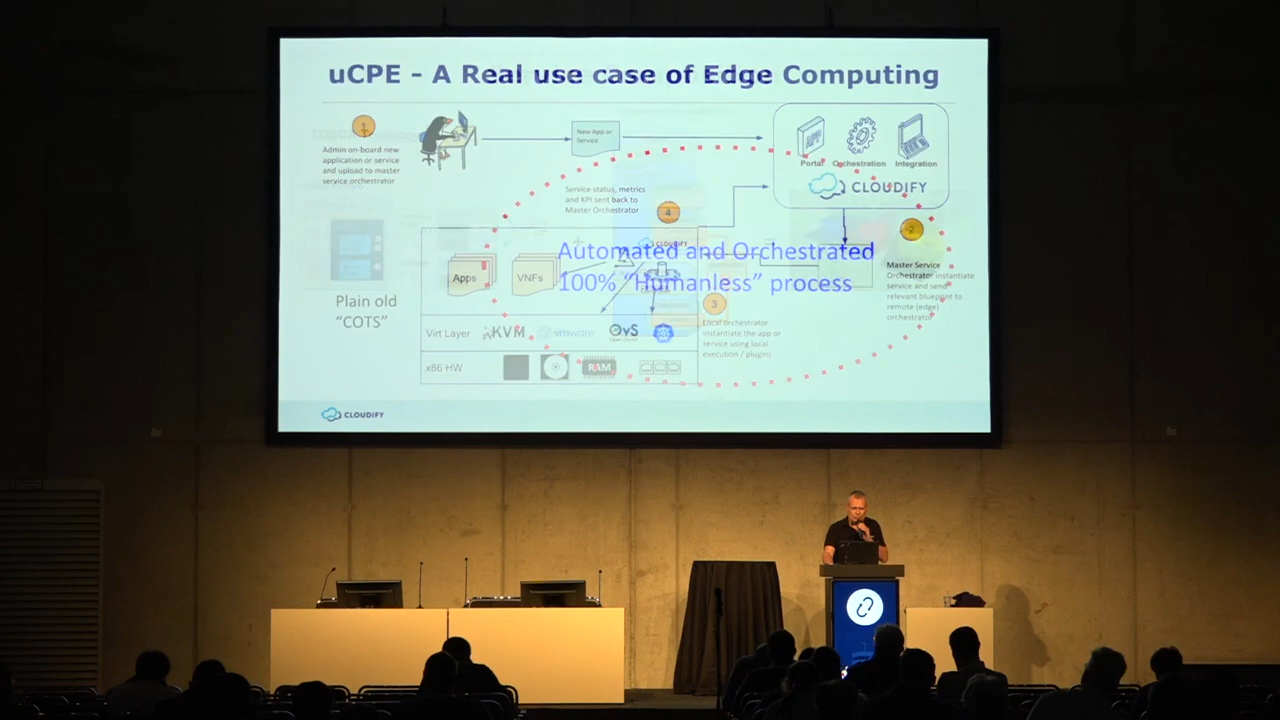 uCPE - A Real use case of Edge Computing
1
Admin on-board new
application or service
and upload to master
service orchestrator
New App or
Service
APP
Portal
Orchestration
Integration
CLOUDIFY
Service status, metrics
and KPI sent back to
Master Orchestrator
4
2
Master Service
Orchestrator instantiate
service and send
relevant blueprint to
remote (edge)
orchestrator
CLOUDIFY
Automated and Orchestrated
100% “Humanless” process
Apps
VNFs
Plain old
“COTS”
3
Local orchestrator
instantiate the app or
service using local
execution / plugins
Virt Layer
KVM
vmware
OvS
x86 HW
RAM
CLOUDIFY